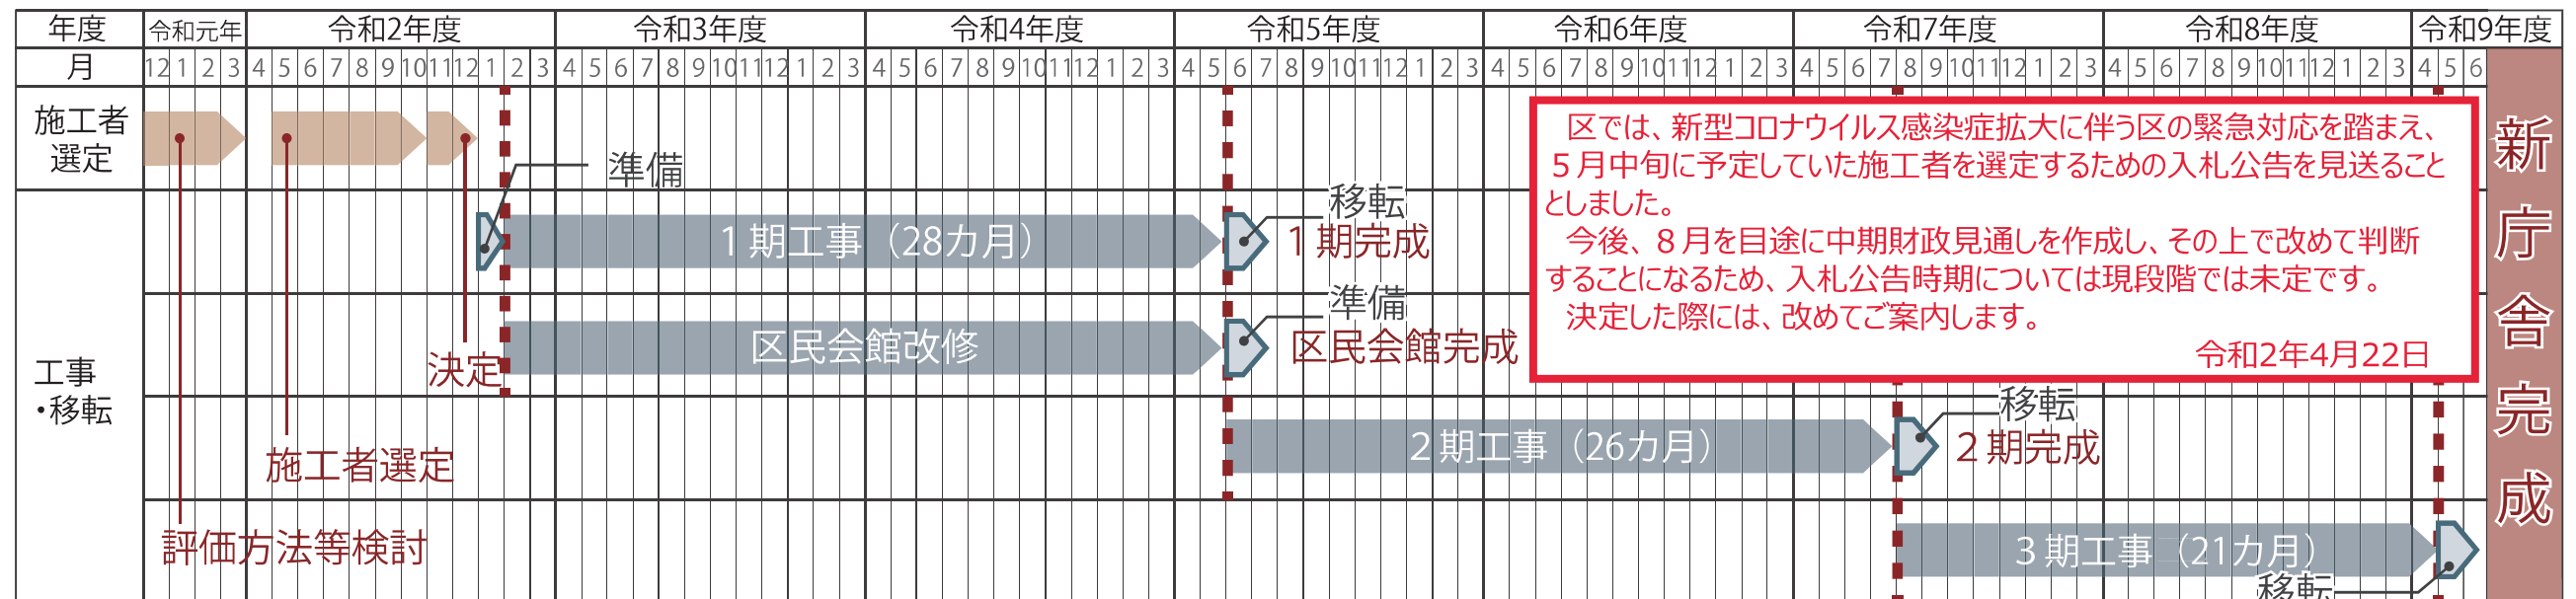 年度 令和元年 令和2年度 令和3年度 令和4年度 令和5年度 令和6年度 令和7年度 令和8年度 令和9年度
月 12 1 2 3 4 5 6 7 8 9 10 11 12 1 2 3 4 5 6 7 8 9 10 11 12 1 2 3 4 5 6 7 8 9 10 11 12 1 2 3 4 5 6 7 8 9 10 11 12 1 2 3 4 5 6 7 8 9 10 11 12 1 2 3 4 5 6 7 8 9 10 11 12 1 2 3 4 5 6 7 8 9 10 11 12 1 2 3 4 5 6
施工者
選定
準備
決定
施工者選定
評価方法等検討
工事
・移転
1期工事（28カ月）
移転
1期完成
区民会館改修
準備
区民会館完成
2期工事（26カ月）
移転
2期完成
3期工事（21カ月）
移転
区では、新型コロナウイルス感染症拡大に伴う区の緊急対応を踏まえ、
５月中旬に予定していた施工者を選定するための入札公告を見送ること
としました。
今後、８月を目途に中期財政見通しを作成し、その上で改めて判断
することになるため、入札公告時期については現段階では未定です。
決定した際には、改めてご案内します。
令和2年4月22日
新庁舎完成